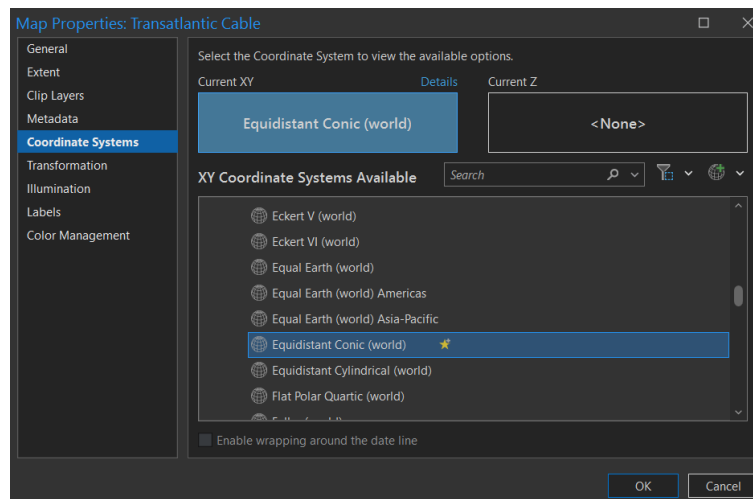 Map Properties: Transatlantic Cable
General
Extent
Clip Layers
Metadata
Coordinate Systems
Transformation
Illumination
Labels
Color Management
Select the Coordinate System to view the available options.
Current XY Details Current Z
Equidistant Conic (world) <None>
XY Coordinate Systems Available Search
Eckert V (world)
Eckert VI (world)
Equal Earth (world)
Equal Earth (world) Americas
Equal Earth (world) Asia-Pacific
Equidistant Conic (world)
Equidistant Cylindrical (world)
Flat Polar Quartic (world)
Enable wrapping around the date line
OK Cancel